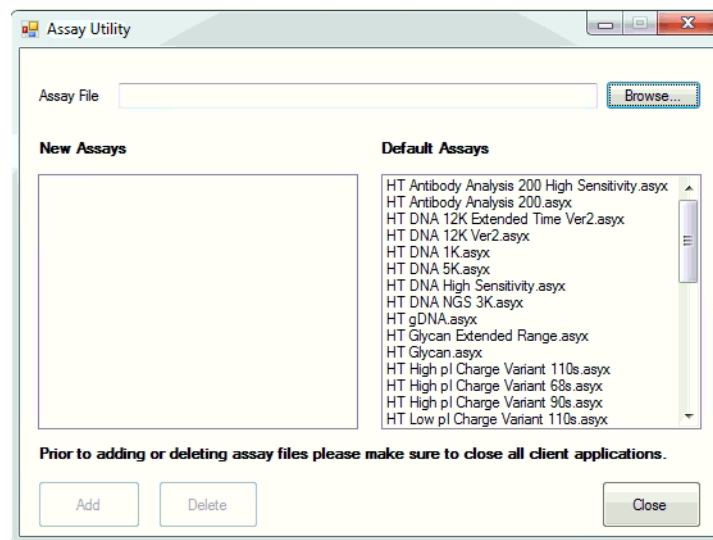 Assay Utility
Assay File
Browse...
New Assays
Default Assays
HT Antibody Analysis 200 High Sensitivity.asyx
HT Antibody Analysis 200.asyx
HT DNA 12K Extended Time Ver2.asyx
HT DNA 12K Ver2.asyx
HT DNA 1K.asyx
HT DNA 5K.asyx
HT DNA High Sensitivity.asyx
HT DNA NGS 3K.asyx
HT gDNA.asyx
HT Glycan Extended Range.asyx
HT Glycan.asyx
HT High pI Charge Variant 110s.asyx
HT High pI Charge Variant 68s.asyx
HT High pI Charge Variant 90s.asyx
HT Low pI Charge Variant 110s.asyx
Prior to adding or deleting assay files please make sure to close all client applications.
Add
Delete
Close